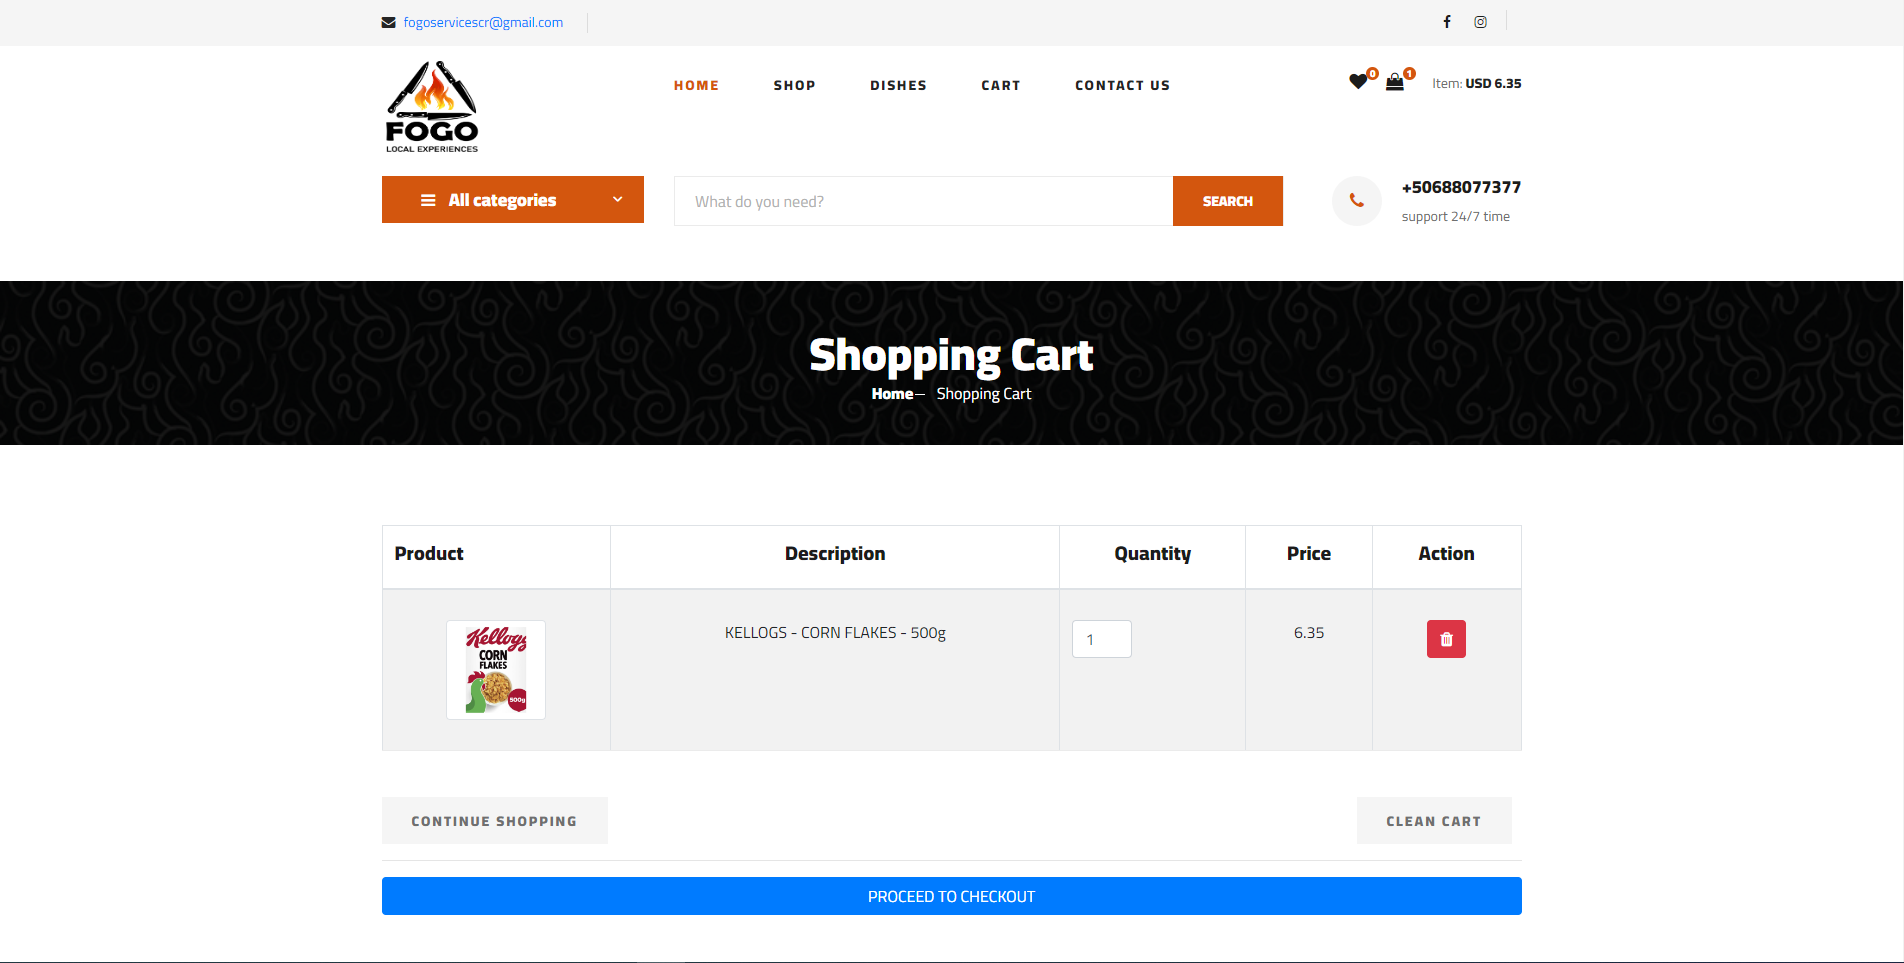 fogoservicescr@gmail.com
FOGO
LOCAL EXPERIENCES
HOME SHOP DISHES CART CONTACT US
0 1 Item: USD 6.35
All categories
What do you need?
SEARCH
+50688077377
support 24/7 time
Shopping Cart
Home– Shopping Cart
Product Description Quantity Price Action
Kellogs
CORN
FLAKES
500g
KELLOGS - CORN FLAKES - 500g 1 6.35
CONTINUE SHOPPING CLEAN CART
PROCEED TO CHECKOUT